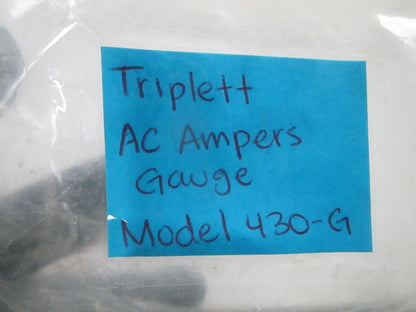 Triplett
AC Ampers
Gauge
Model 430-G